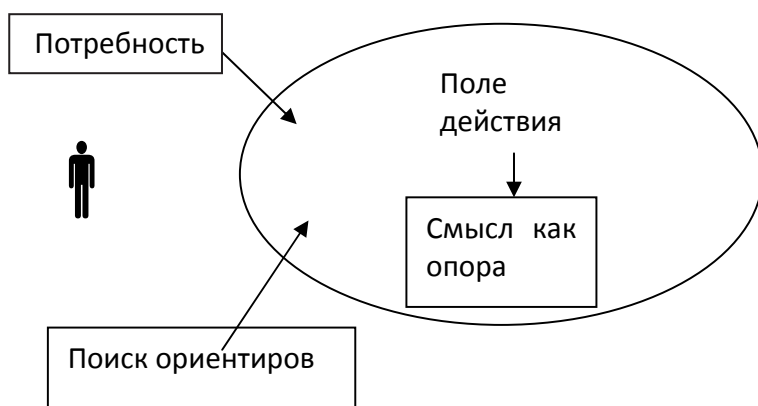 Потребность
Поле
действия
Смысл как
опора
Поиск ориентиров